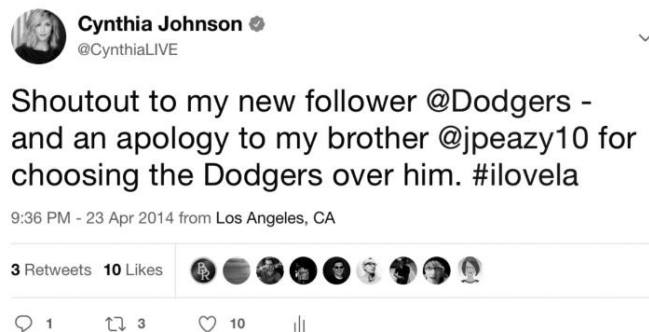 Cynthia Johnson
@CynthiaLIVE
Shoutout to my new follower @Dodgers -
and an apology to my brother @jpeazy10 for
choosing the Dodgers over him. #ilovela
9:36 PM - 23 Apr 2014 from Los Angeles, CA
3 Retweets 10 Likes
1 3 10